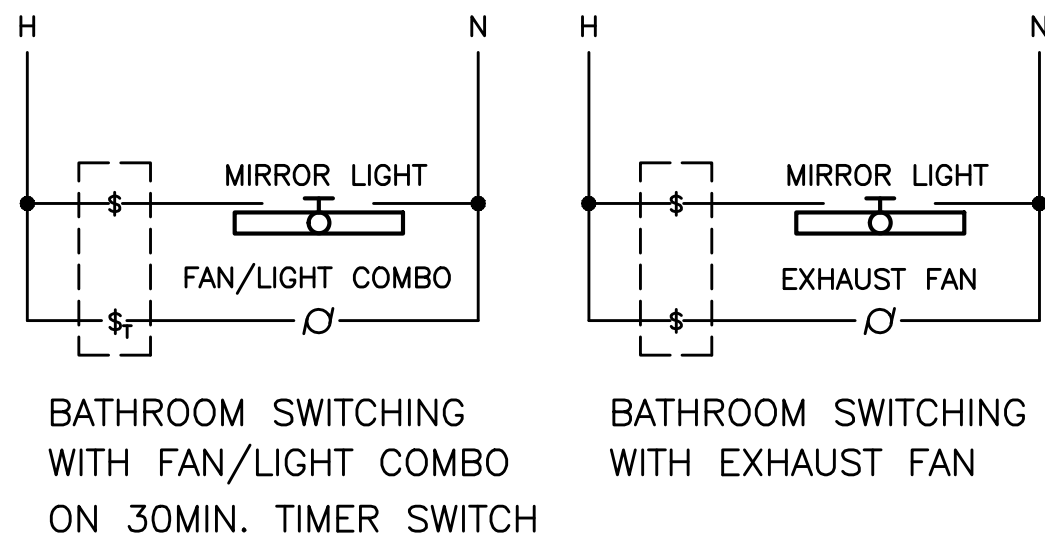 H N
MIRROR LIGHT
$
FAN/LIGHT COMBO
$T
BATHROOM SWITCHING
WITH FAN/LIGHT COMBO
ON 30MIN. TIMER SWITCH
H N
MIRROR LIGHT
$
EXHAUST FAN
$
BATHROOM SWITCHING
WITH EXHAUST FAN